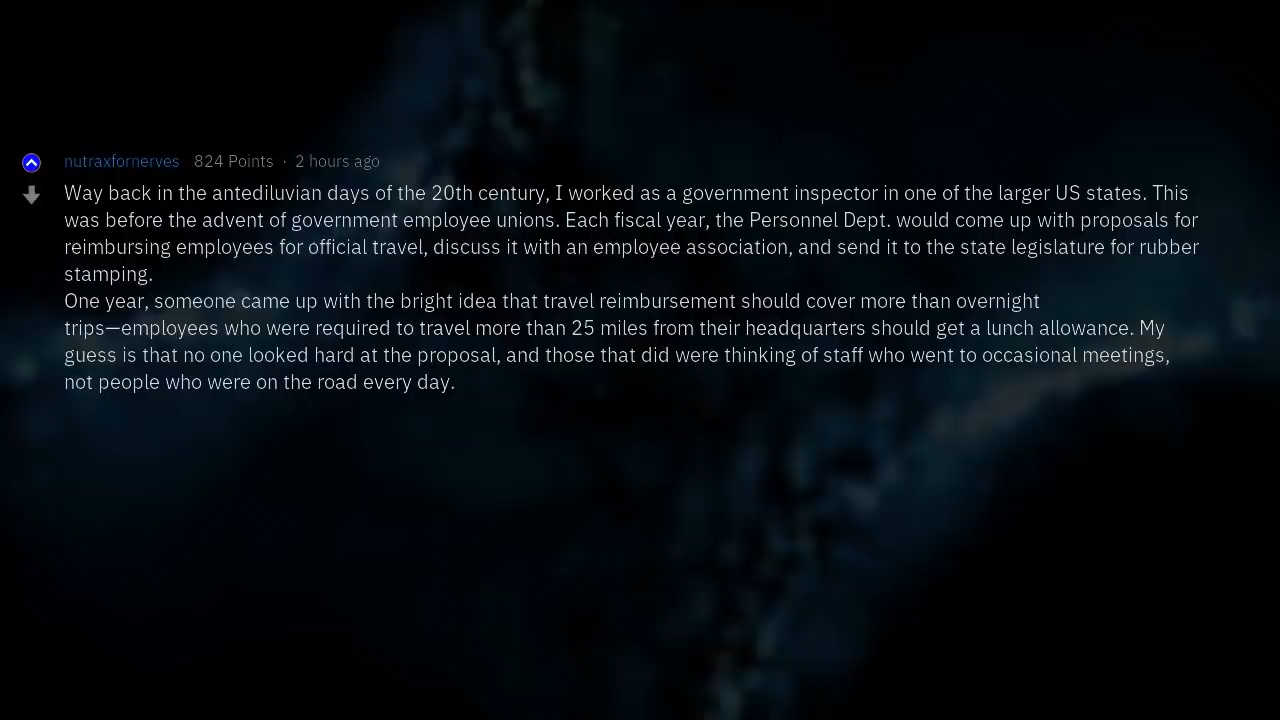 nutraxfornerves 824 Points · 2 hours ago
Way back in the antediluvian days of the 20th century, I worked as a government inspector in one of the larger US states. This
was before the advent of government employee unions. Each fiscal year, the Personnel Dept. would come up with proposals for
reimbursing employees for official travel, discuss it with an employee association, and send it to the state legislature for rubber
stamping.
One year, someone came up with the bright idea that travel reimbursement should cover more than overnight
trips—employees who were required to travel more than 25 miles from their headquarters should get a lunch allowance. My
guess is that no one looked hard at the proposal, and those that did were thinking of staff who went to occasional meetings,
not people who were on the road every day.